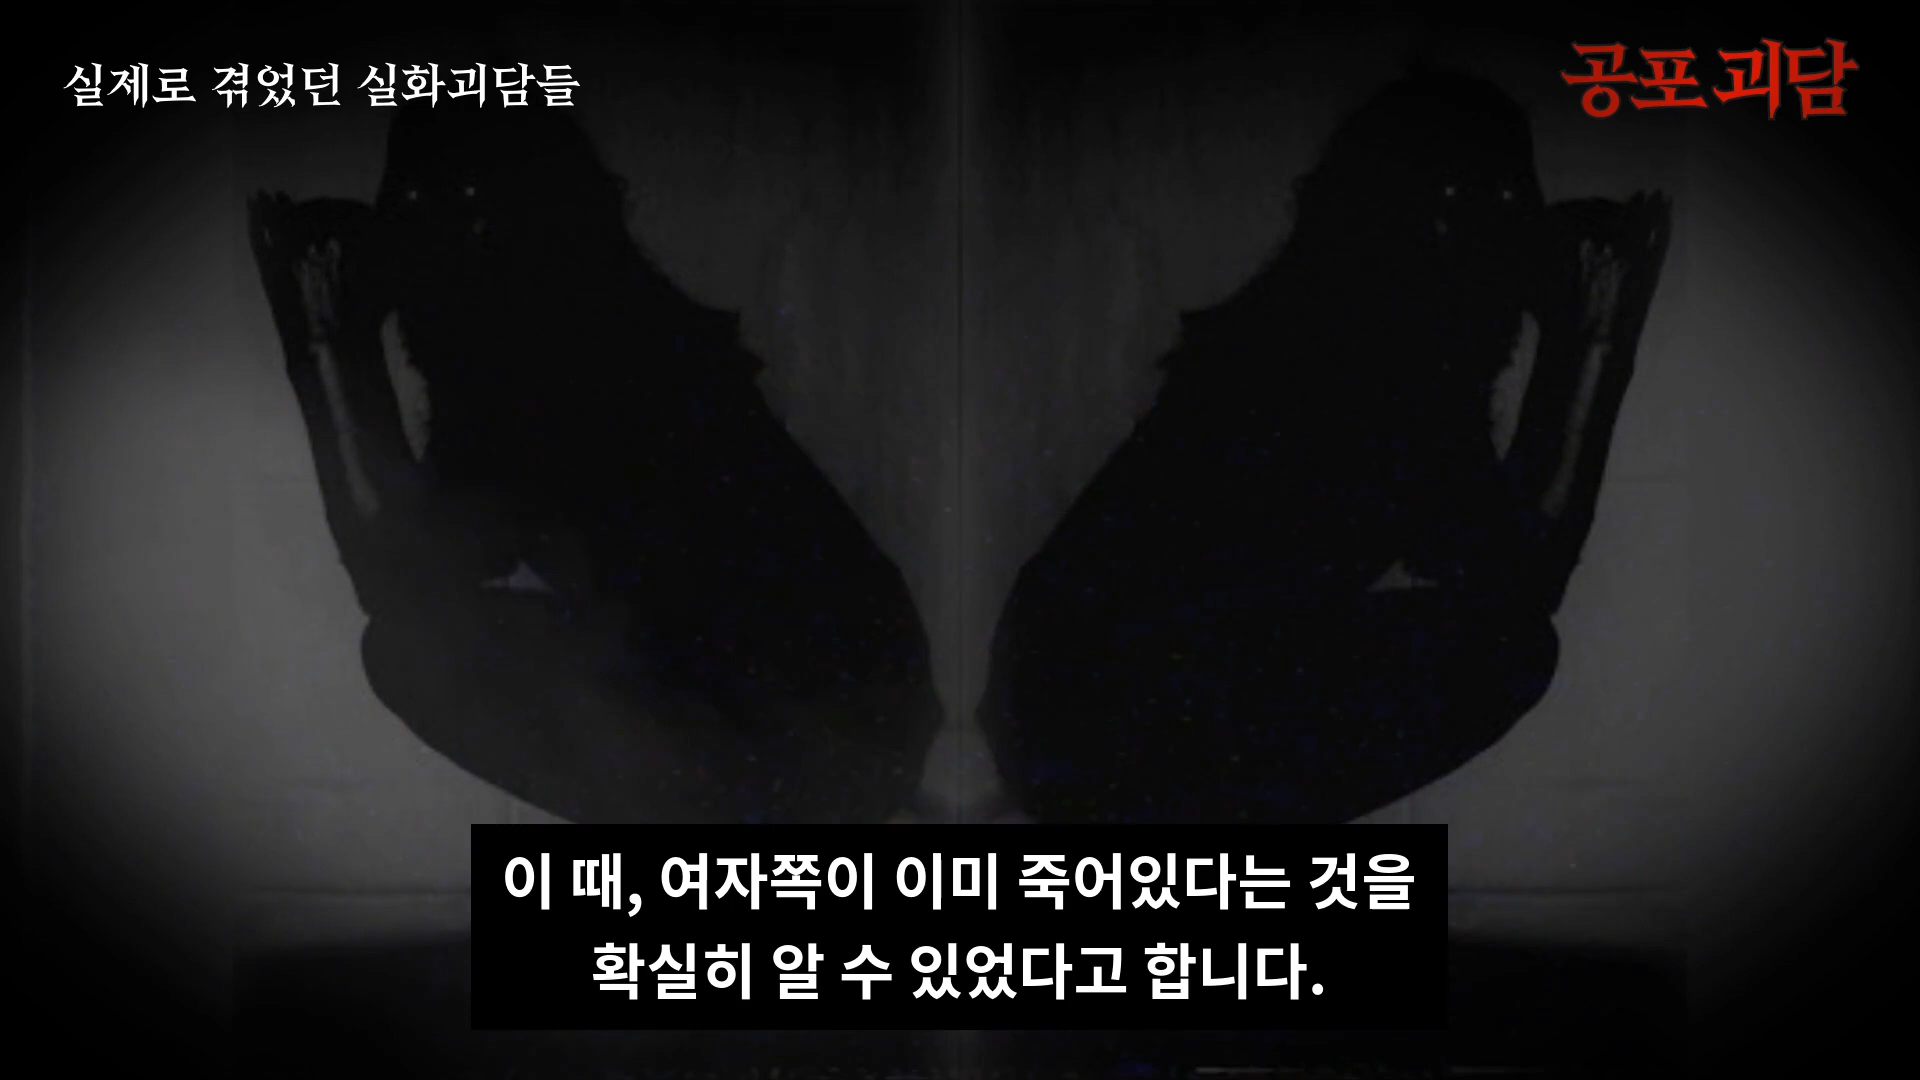 실제로 겪었던 실화괴담들
공포 괴담
이 때, 여자쪽이 이미 죽어있다는 것을
확실히 알 수 있었다고 합니다.